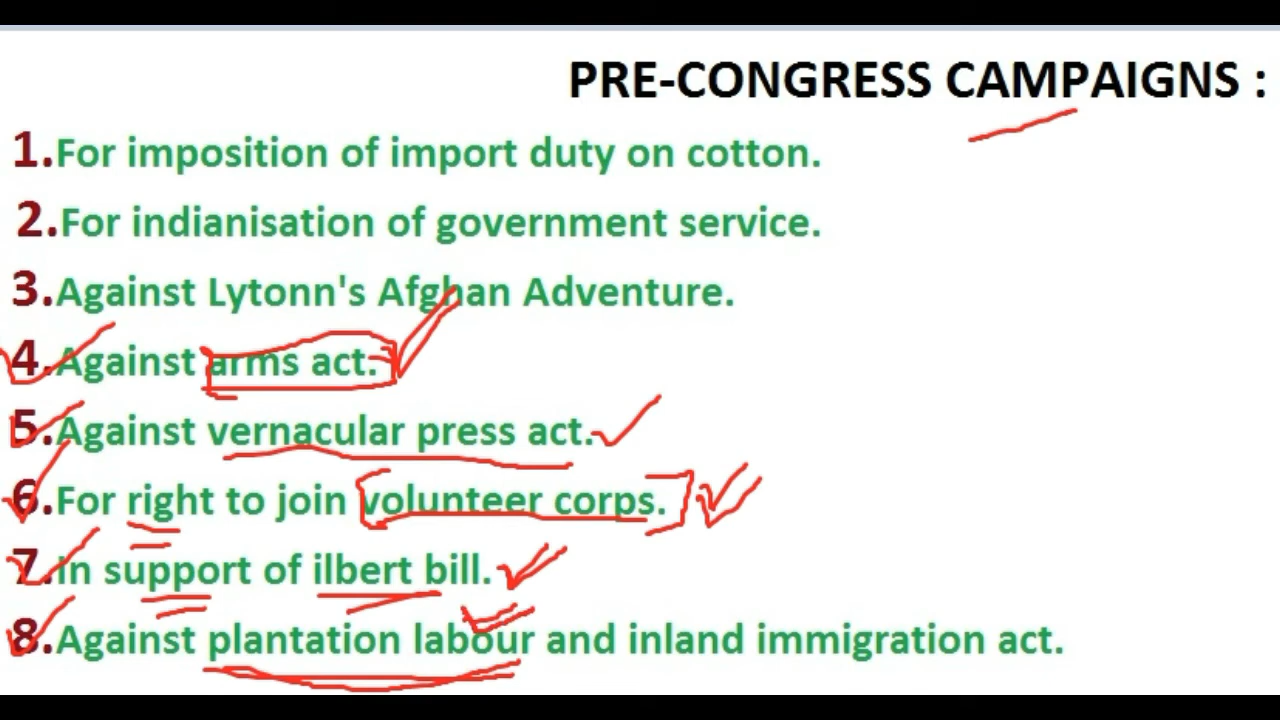 PRE-CONGRESS CAMPAIGNS :
1.For imposition of import duty on cotton.
2.For indianisation of government service.
3.Against Lytonn's Afghan Adventure.
4.Against arms act.
5.Against vernacular press act.
6.For right to join volunteer corps.
7.In support of ilbert bill.
8.Against plantation labour and inland immigration act.